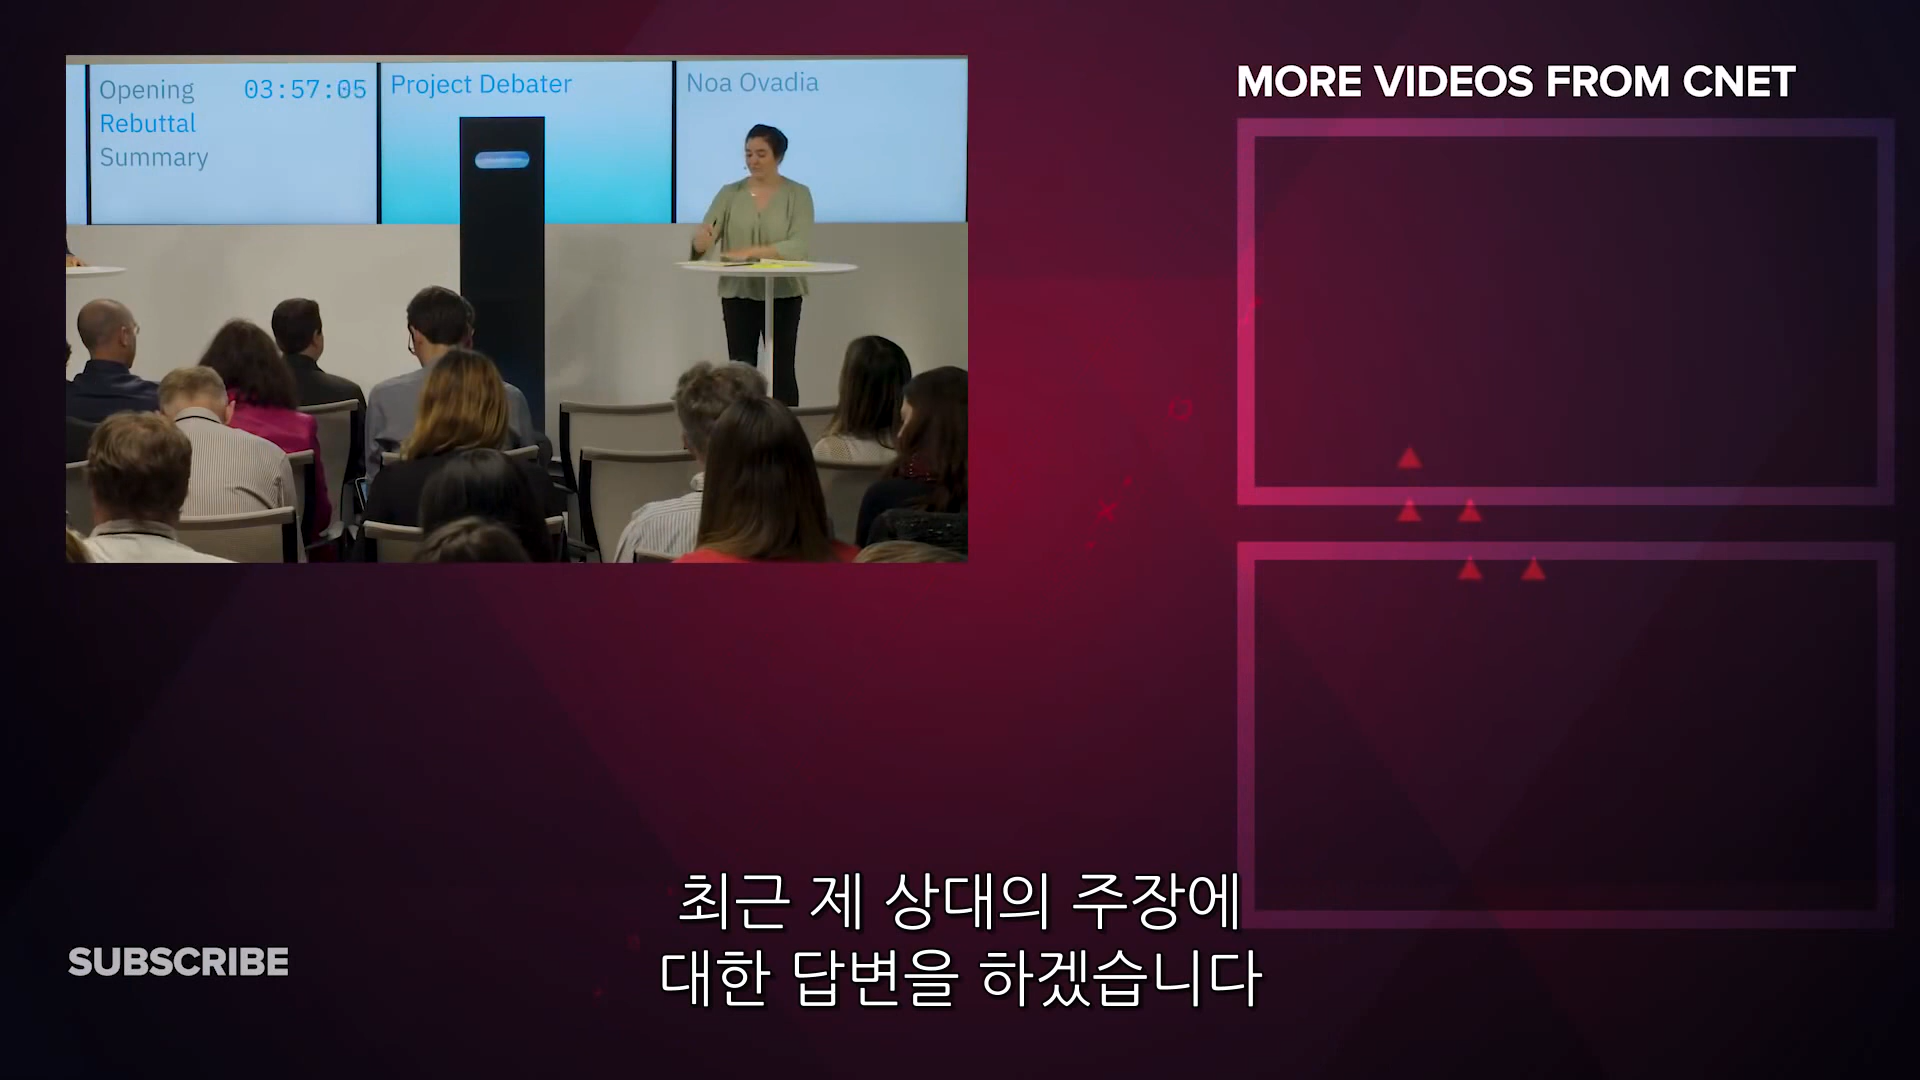 Opening 03:57:05
Rebuttal
Summary
Project Debater
Noa Ovadia
MORE VIDEOS FROM CNET
최근 제 상대의 주장에
대한 답변을 하겠습니다
SUBSCRIBE